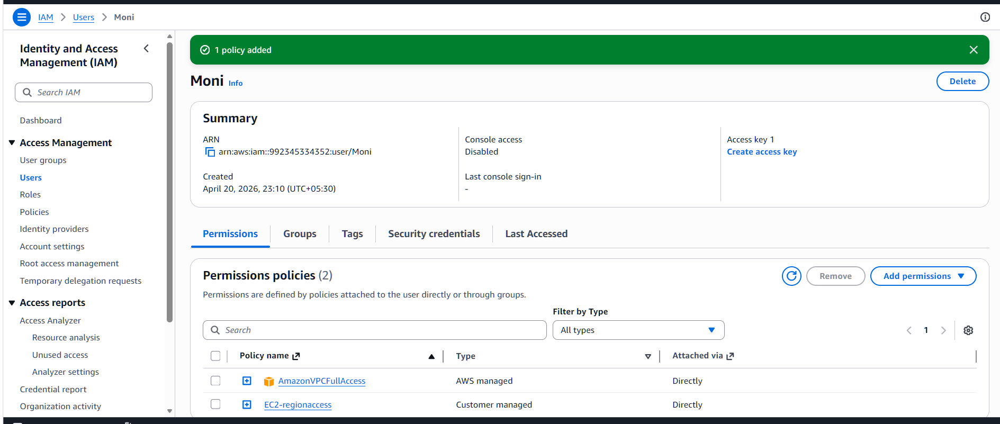 IAM > Users > Moni
Identity and Access
Management (IAM)
Search IAM
Dashboard
Access Management
User groups
Users
Roles
Policies
Identity providers
Account settings
Root access management
Temporary delegation requests
Access reports
Access Analyzer
Resource analysis
Unused access
Analyzer settings
Credential report
Organization activity
1 policy added
Moni Info
Delete
Summary
ARN
arn:aws:iam::992345334352:user/Moni
Created
April 20, 2026, 23:10 (UTC+05:30)
Console access
Disabled
Last console sign-in
-
Access key 1
Create access key
Permissions
Groups
Tags
Security credentials
Last Accessed
Permissions policies (2)
Remove
Add permissions
Permissions are defined by policies attached to the user directly or through groups.
Filter by Type
Search
All types
1
Policy name Type Attached via
AmazonVPCFullAccess AWS managed Directly
EC2-regionaccess Customer managed Directly